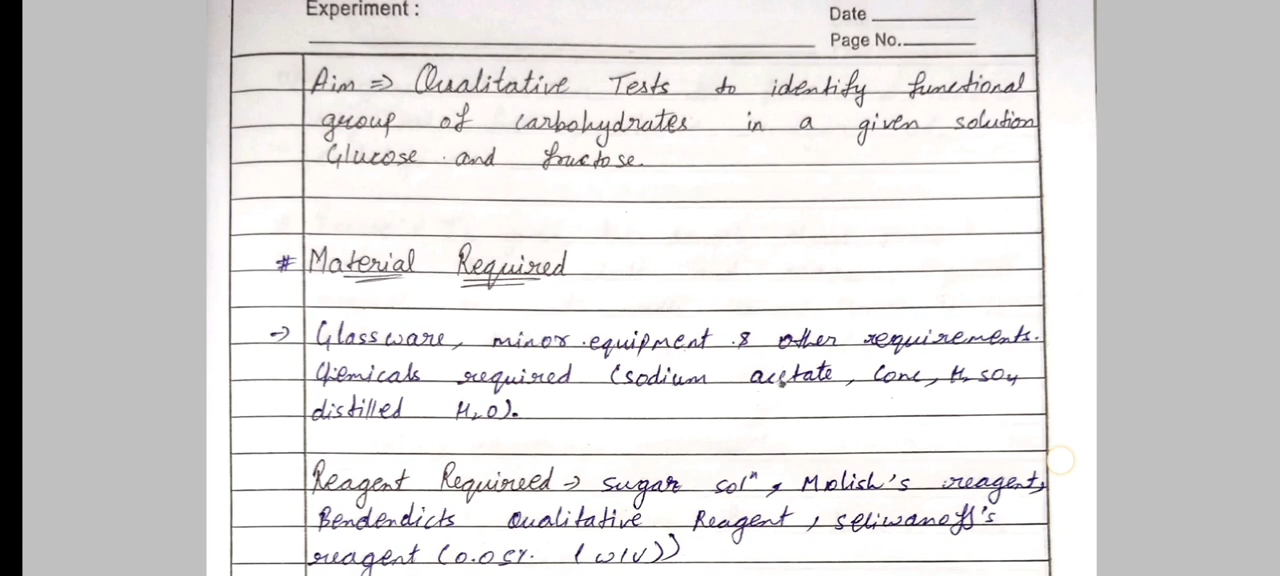 Experiment :
Date
Page No.
Aim => Qualitative Tests to identify functional
group of carbohydrates in a given solution
Glucose and fructose.
# Material Required
→ Glassware, minor equipment & other requirements.
Chemicals required (sodium acetate, Conc, H₂SO₄
distilled H₂O).
Reagent Requireed → sugar solⁿ, Molish's reagent,
Bendendicts Qualitative Reagent, seliwanoff's
reagent (0.05%. (w/v))